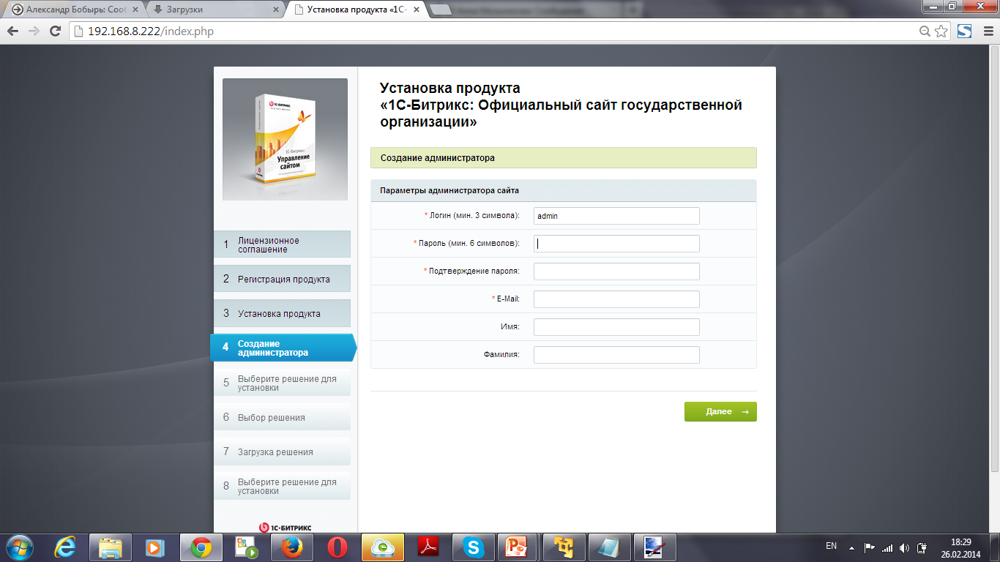 Александр Бобырь: Сооб
Загрузки
Установка продукта «1С-
192.168.8.222/index.php
1С-БИТРИКС
1С-Битрикс:
Управление
сайтом
Установка продукта
«1С-Битрикс: Официальный сайт государственной
организации»
Создание администратора
Параметры администратора сайта
* Логин (мин. 3 символа):
admin
* Пароль (мин. 6 символов):
* Подтверждение пароля:
* E-Mail:
Имя:
Фамилия:
Далее →
1 Лицензионное
соглашение
2 Регистрация продукта
3 Установка продукта
4 Создание
администратора
5 Выберите решение для
установки
6 Выбор решения
7 Загрузка решения
8 Выберите решение для
установки
1С-БИТРИКС
EN
18:29
26.02.2014